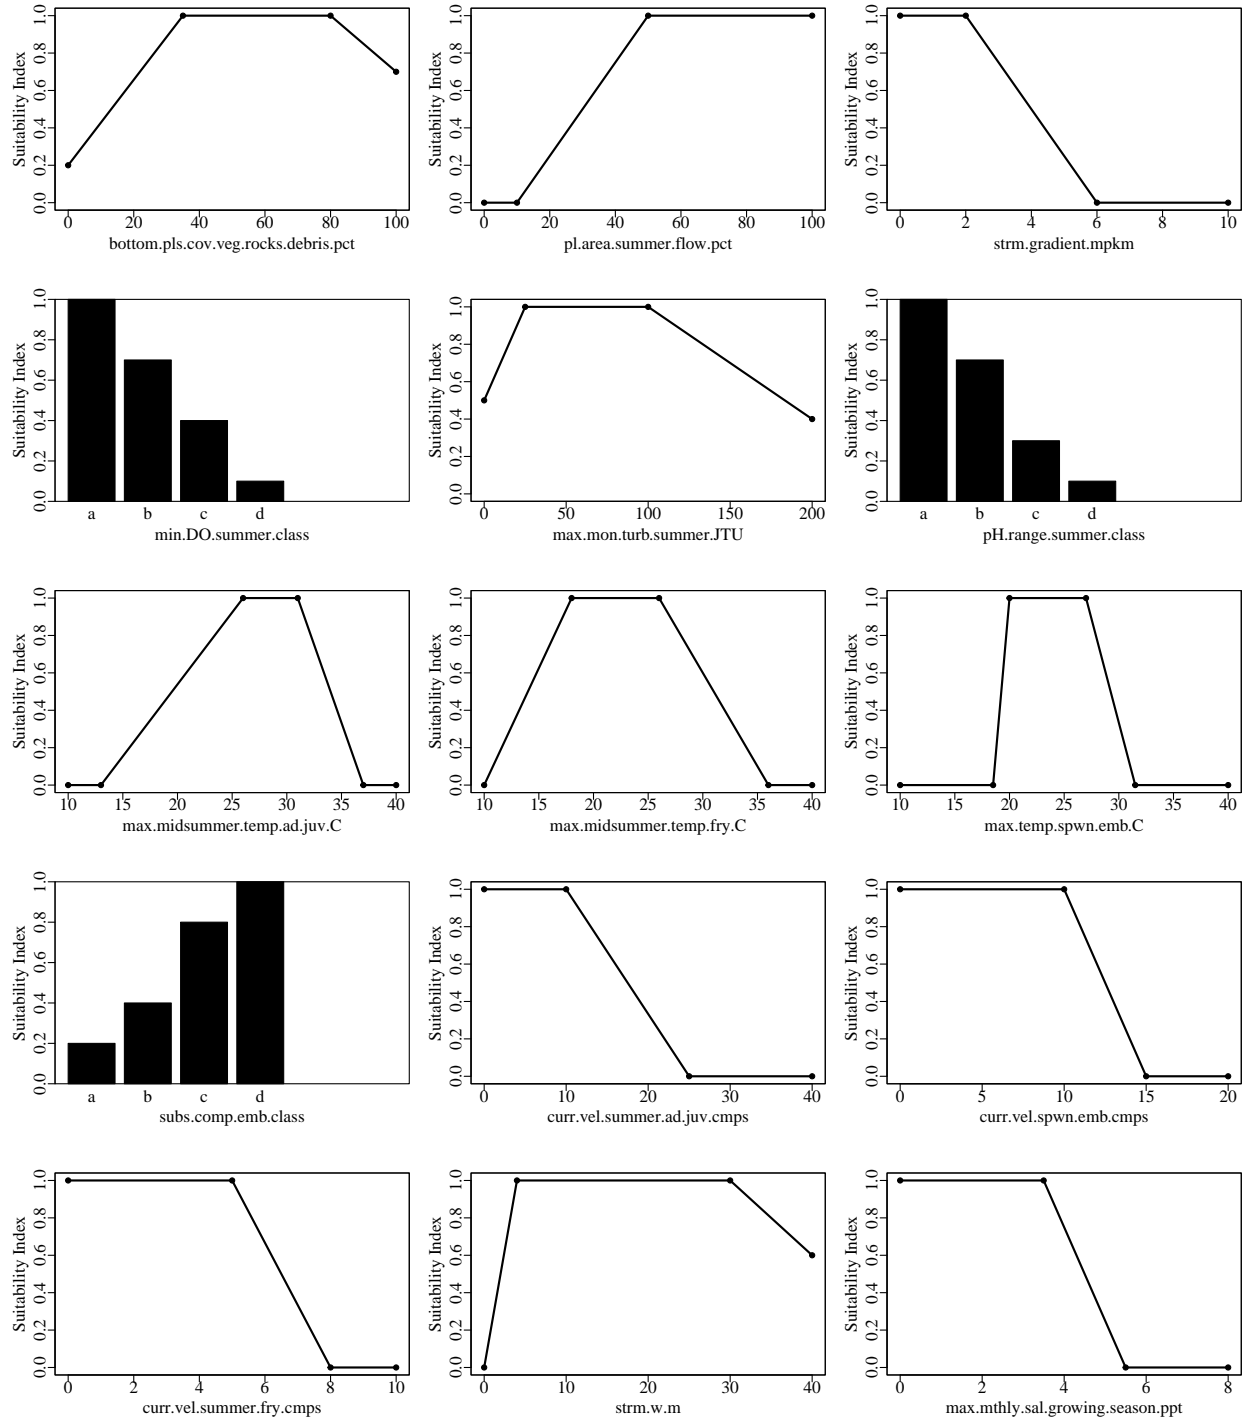 Suitability Index
0.0 0.2 0.4 0.6 0.8 1.0
0 20 40 60 80 100
bottom.pls.cov.veg.rocks.debris.pct
Suitability Index
0.0 0.2 0.4 0.6 0.8 1.0
0 20 40 60 80 100
pl.area.summer.flow.pct
Suitability Index
0.0 0.2 0.4 0.6 0.8 1.0
0 2 4 6 8 10
strm.gradient.mpkm
Suitability Index
0.0 0.2 0.4 0.6 0.8 1.0
a b c d
min.DO.summer.class
Suitability Index
0.0 0.2 0.4 0.6 0.8 1.0
0 50 100 150 200
max.mon.turb.summer.JTU
Suitability Index
0.0 0.2 0.4 0.6 0.8 1.0
a b c d
pH.range.summer.class
Suitability Index
0.0 0.2 0.4 0.6 0.8 1.0
10 15 20 25 30 35 40
max.midsummer.temp.ad.juv.C
Suitability Index
0.0 0.2 0.4 0.6 0.8 1.0
10 15 20 25 30 35 40
max.midsummer.temp.fry.C
Suitability Index
0.0 0.2 0.4 0.6 0.8 1.0
10 15 20 25 30 35 40
max.temp.spwn.emb.C
Suitability Index
0.0 0.2 0.4 0.6 0.8 1.0
a b c d
subs.comp.emb.class
Suitability Index
0.0 0.2 0.4 0.6 0.8 1.0
0 10 20 30 40
curr.vel.summer.ad.juv.cmps
Suitability Index
0.0 0.2 0.4 0.6 0.8 1.0
0 5 10 15 20
curr.vel.spwn.emb.cmps
Suitability Index
0.0 0.2 0.4 0.6 0.8 1.0
0 2 4 6 8 10
curr.vel.summer.fry.cmps
Suitability Index
0.0 0.2 0.4 0.6 0.8 1.0
0 10 20 30 40
strm.w.m
Suitability Index
0.0 0.2 0.4 0.6 0.8 1.0
0 2 4 6 8
max.mthly.sal.growing.season.ppt